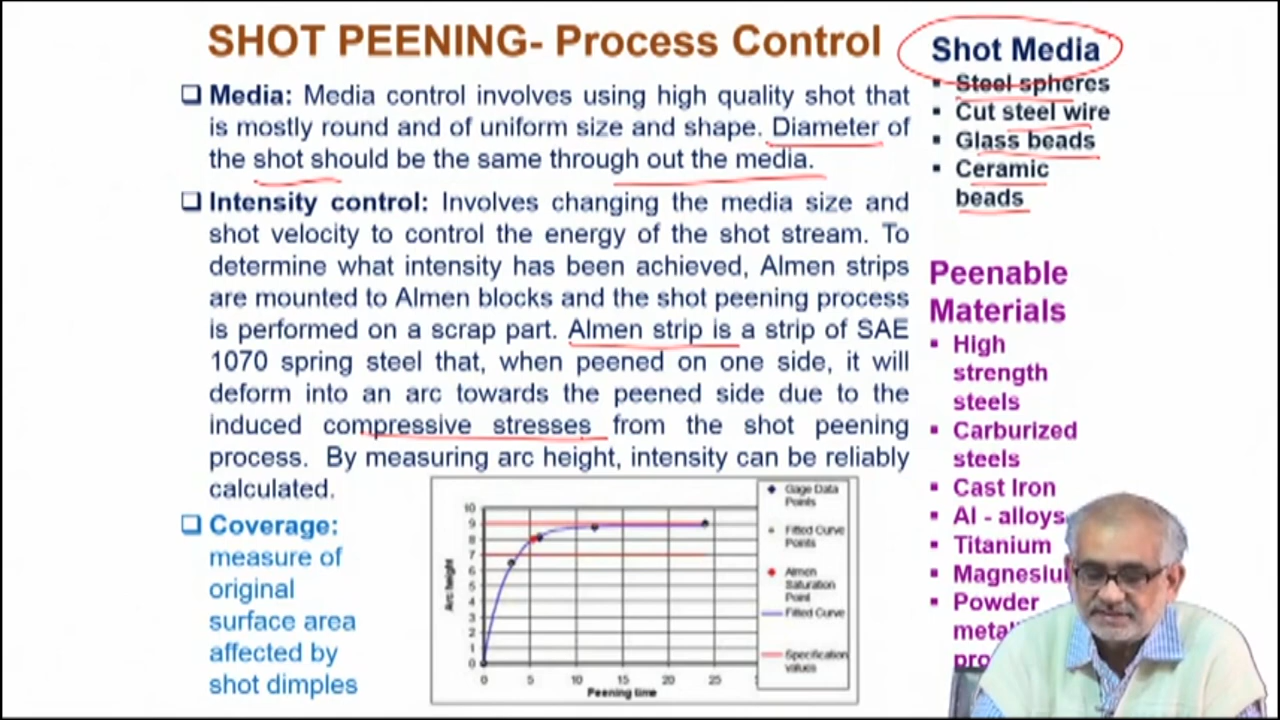 SHOT PEENING- Process Control
❑ Media: Media control involves using high quality shot that
is mostly round and of uniform size and shape. Diameter of
the shot should be the same through out the media.
❑ Intensity control: Involves changing the media size and
shot velocity to control the energy of the shot stream. To
determine what intensity has been achieved, Almen strips
are mounted to Almen blocks and the shot peening process
is performed on a scrap part. Almen strip is a strip of SAE
1070 spring steel that, when peened on one side, it will
deform into an arc towards the peened side due to the
induced compressive stresses from the shot peening
process. By measuring arc height, intensity can be reliably
calculated.
❑ Coverage:
measure of
original
surface area
affected by
shot dimples
10
9
8
7
6
5
4
3
2
1
0
Arc height
0 5 10 15 20 25
Peening time
Gage Data
Points
Fitted Curve
Points
Almen
Saturation
Point
Fitted Curve
Specification
values
Shot Media
▪ Steel spheres
▪ Cut steel wire
▪ Glass beads
▪ Ceramic
beads
Peenable
Materials
▪ High
strength
steels
▪ Carburized
steels
▪ Cast Iron
▪ Al - alloys
▪ Titanium
▪ Powder